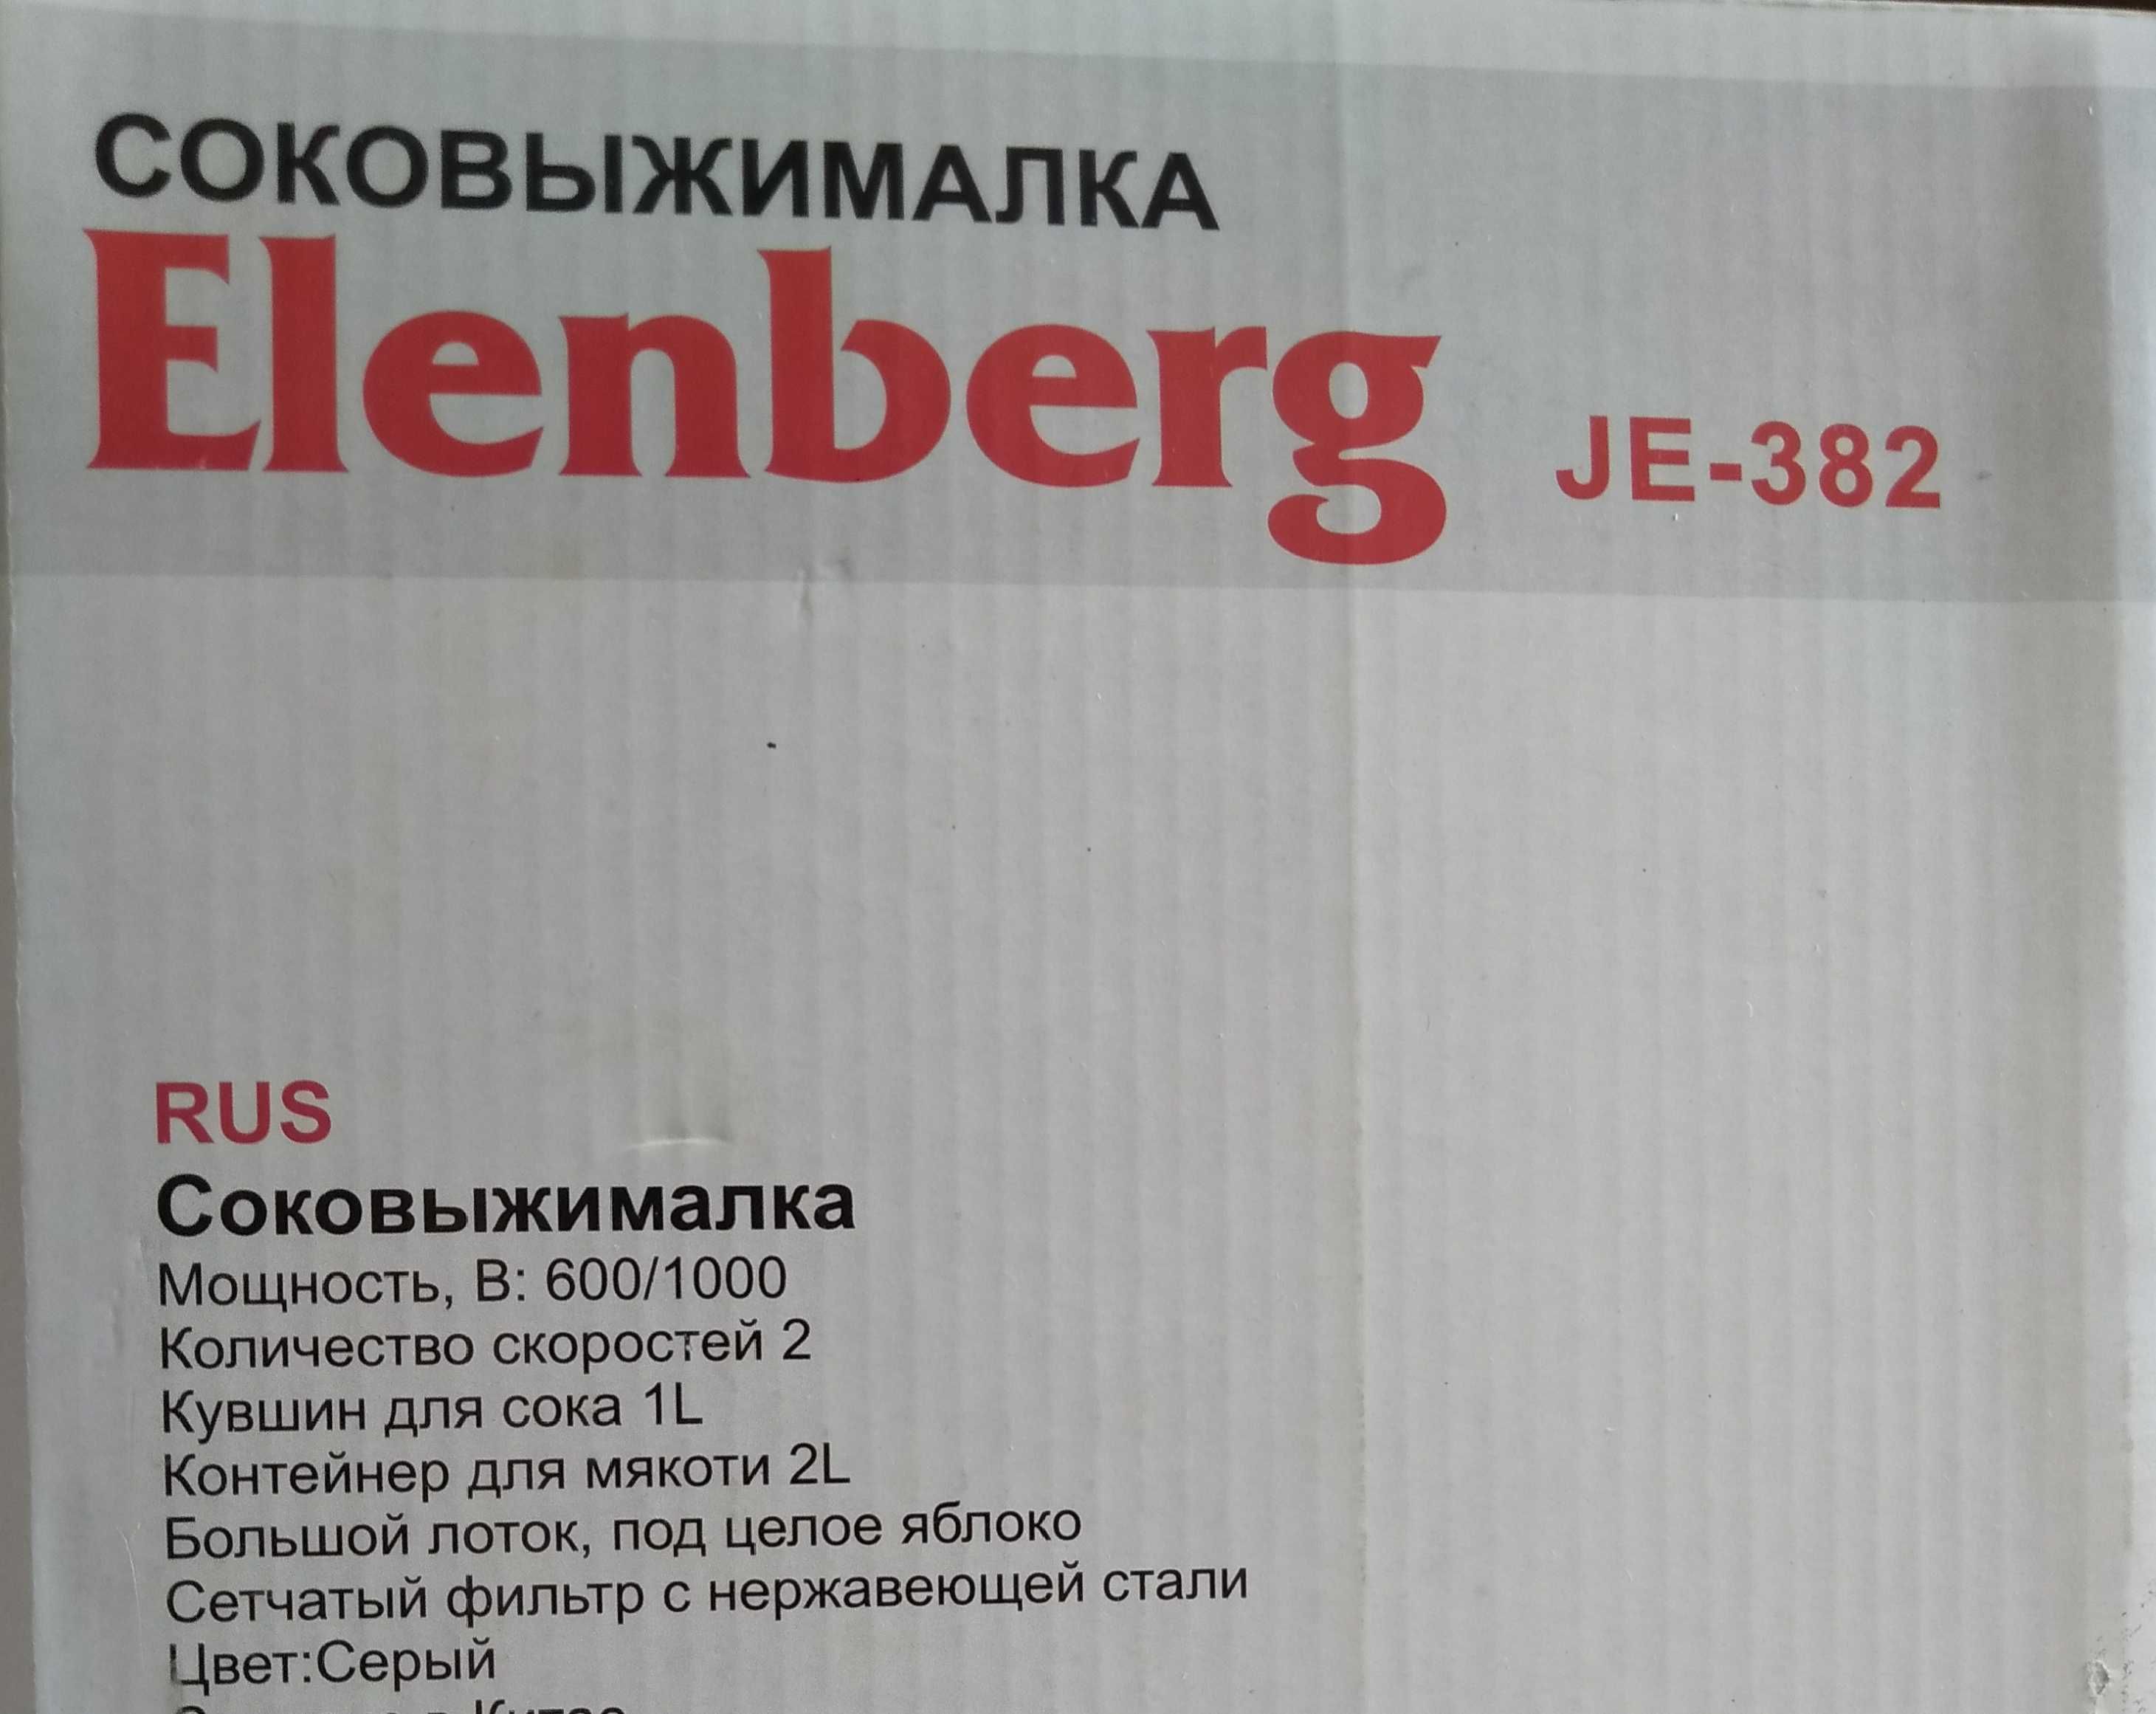 СОКОВЫЖИМАЛКА
Elenberg JE-382
RUS
Соковыжималка
Мощность, В: 600/1000
Количество скоростей 2
Кувшин для сока 1L
Контейнер для мякоти 2L
Большой лоток, под целое яблоко
Сетчатый фильтр с нержавеющей стали
Цвет:Серый